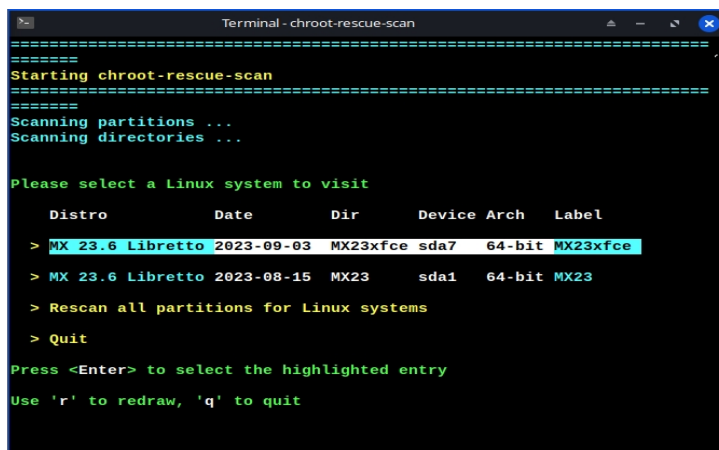 Terminal - chroot-rescue-scan
========================================================================
=======
Starting chroot-rescue-scan
========================================================================
=======
Scanning partitions ...
Scanning directories ...
Please select a Linux system to visit
Distro Date Dir Device Arch Label
> MX 23.6 Libretto 2023-09-03 MX23xfce sda7 64-bit MX23xfce
> MX 23.6 Libretto 2023-08-15 MX23 sda1 64-bit MX23
> Rescan all partitions for Linux systems
> Quit
Press <Enter> to select the highlighted entry
Use 'r' to redraw, 'q' to quit